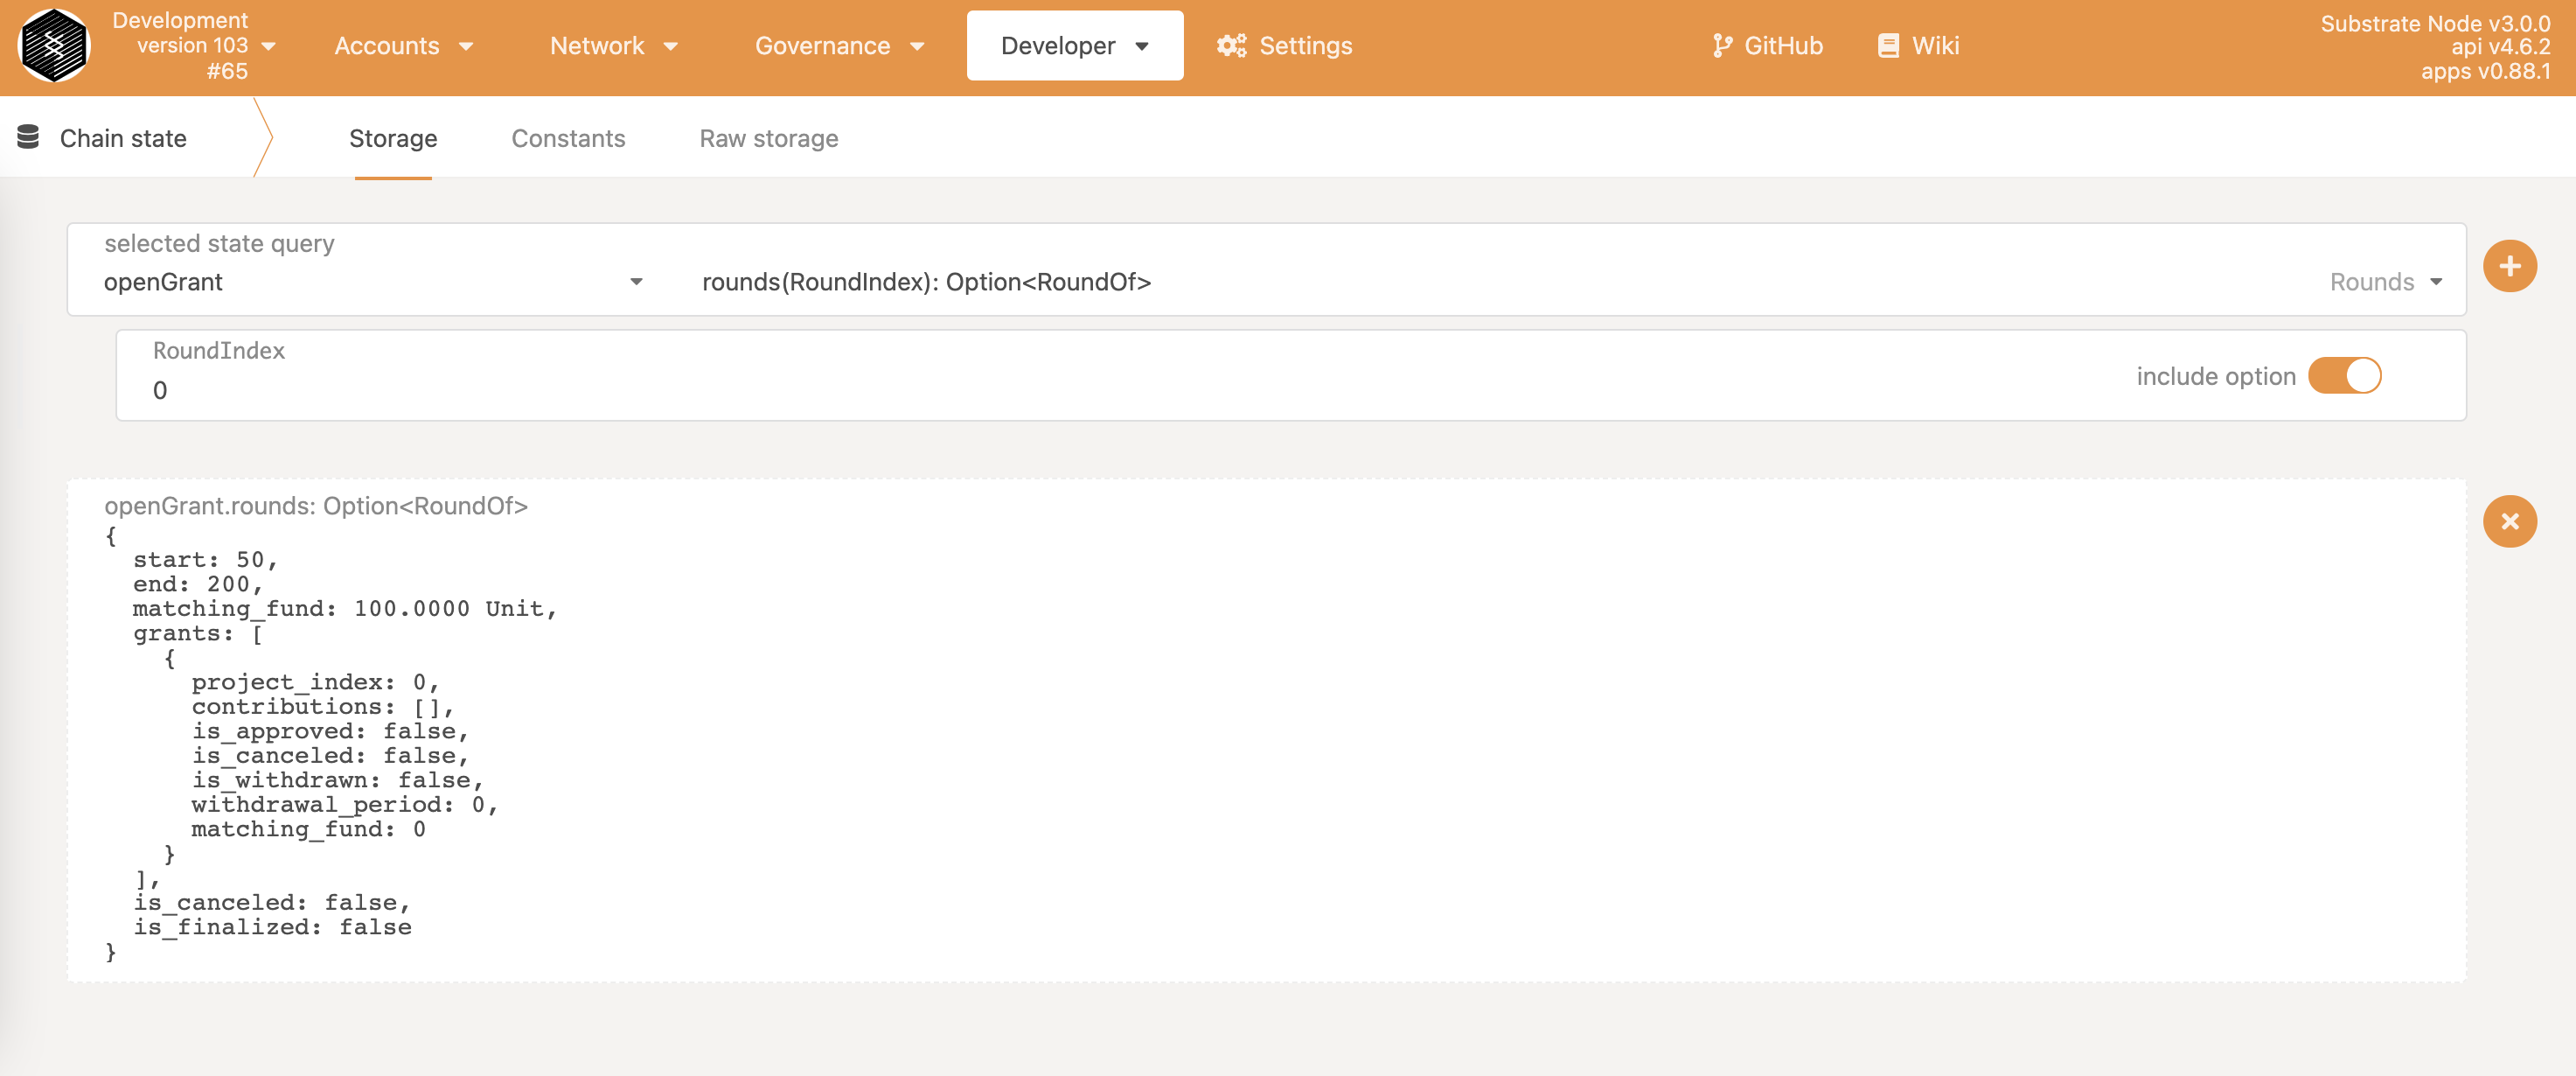 Development
version 103
#65
Accounts
Network
Governance
Developer
Settings
GitHub
Wiki
Substrate Node v3.0.0
api v4.6.2
apps v0.88.1
Chain state
Storage
Constants
Raw storage
selected state query
openGrant
rounds(RoundIndex): Option<RoundOf>
Rounds
RoundIndex
0
include option
openGrant.rounds: Option<RoundOf>
{
  start: 50,
  end: 200,
  matching_fund: 100.0000 Unit,
  grants: [
    {
      project_index: 0,
      contributions: [],
      is_approved: false,
      is_canceled: false,
      is_withdrawn: false,
      withdrawal_period: 0,
      matching_fund: 0
    }
  ],
  is_canceled: false,
  is_finalized: false
}